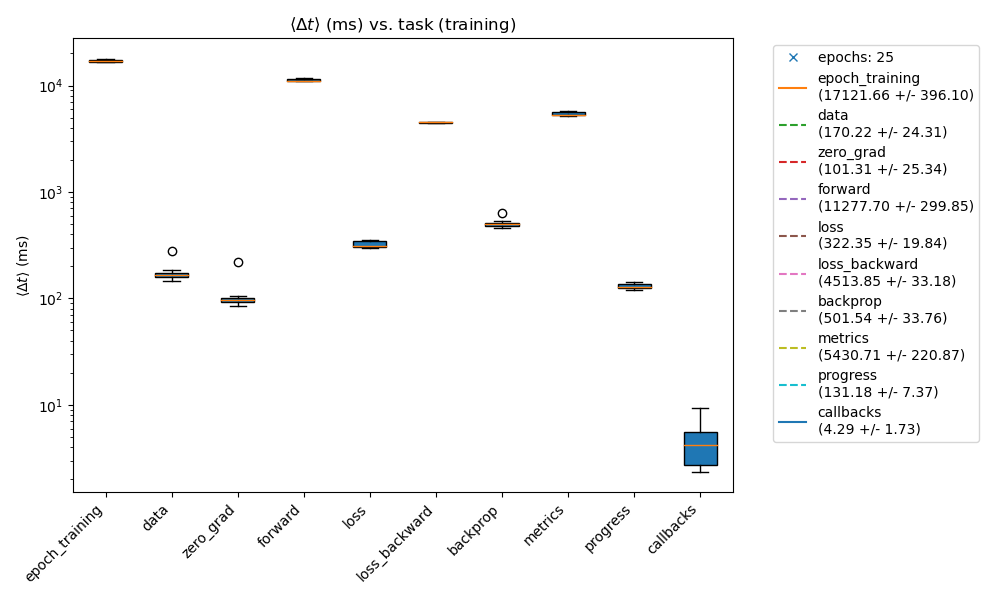 ⟨Δt⟩ (ms) vs. task (training)
⟨Δt⟩ (ms)
10⁴
10³
10²
10¹
epoch_training
data
zero_grad
forward
loss
loss_backward
backprop
metrics
progress
callbacks
epochs: 25
epoch_training
(17121.66 +/- 396.10)
data
(170.22 +/- 24.31)
zero_grad
(101.31 +/- 25.34)
forward
(11277.70 +/- 299.85)
loss
(322.35 +/- 19.84)
loss_backward
(4513.85 +/- 33.18)
backprop
(501.54 +/- 33.76)
metrics
(5430.71 +/- 220.87)
progress
(131.18 +/- 7.37)
callbacks
(4.29 +/- 1.73)